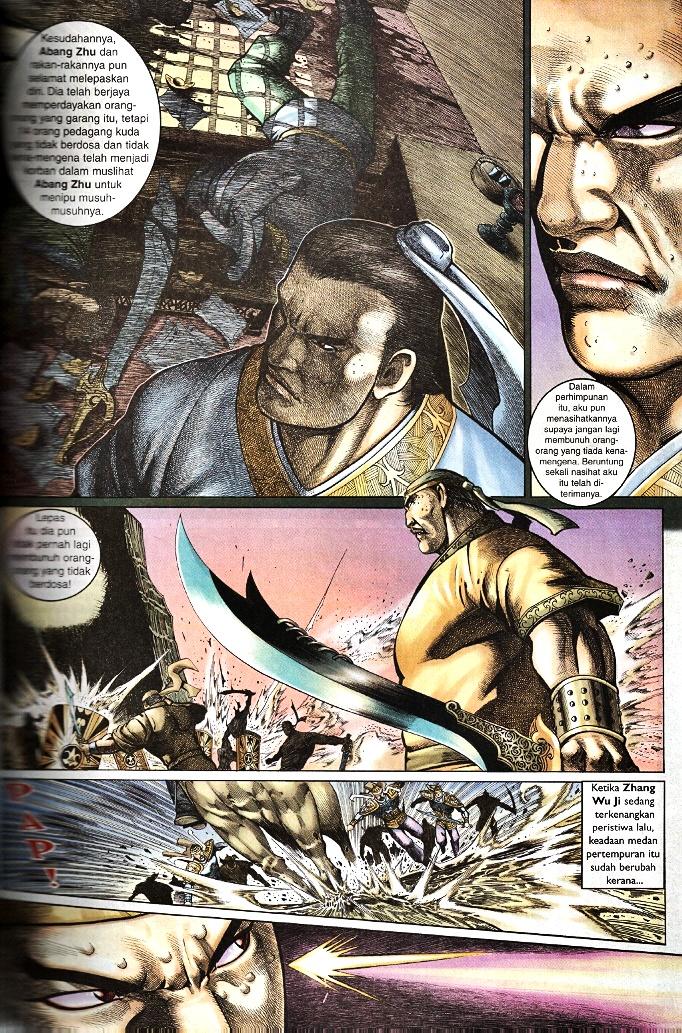 Kesudahannya,
Abang Zhu dan
rakan-rakannya pun
selamat melepaskan
diri. Dia telah berjaya
memperdayakan orang-
orang yang garang itu, tetapi
14 orang pedagang kuda
yang tidak berdosa dan tidak
kena-mengena telah menjadi
korban dalam muslihat
Abang Zhu untuk
menipu musuh-
musuhnya.
Dalam
perhimpunan
itu, aku pun
menasihatkannya
supaya jangan lagi
membunuh orang-
orang yang tiada kena-
mengena. Beruntung
sekali nasihat aku
itu telah di-
terimanya.
Lepas
itu dia pun
tidak pernah lagi
membunuh orang-
orang yang tidak
berdosa!
PAP!
Ketika Zhang
Wu Ji sedang
terkenangkan
peristiwa lalu,
keadaan medan
pertempuran itu
sudah berubah
kerana...